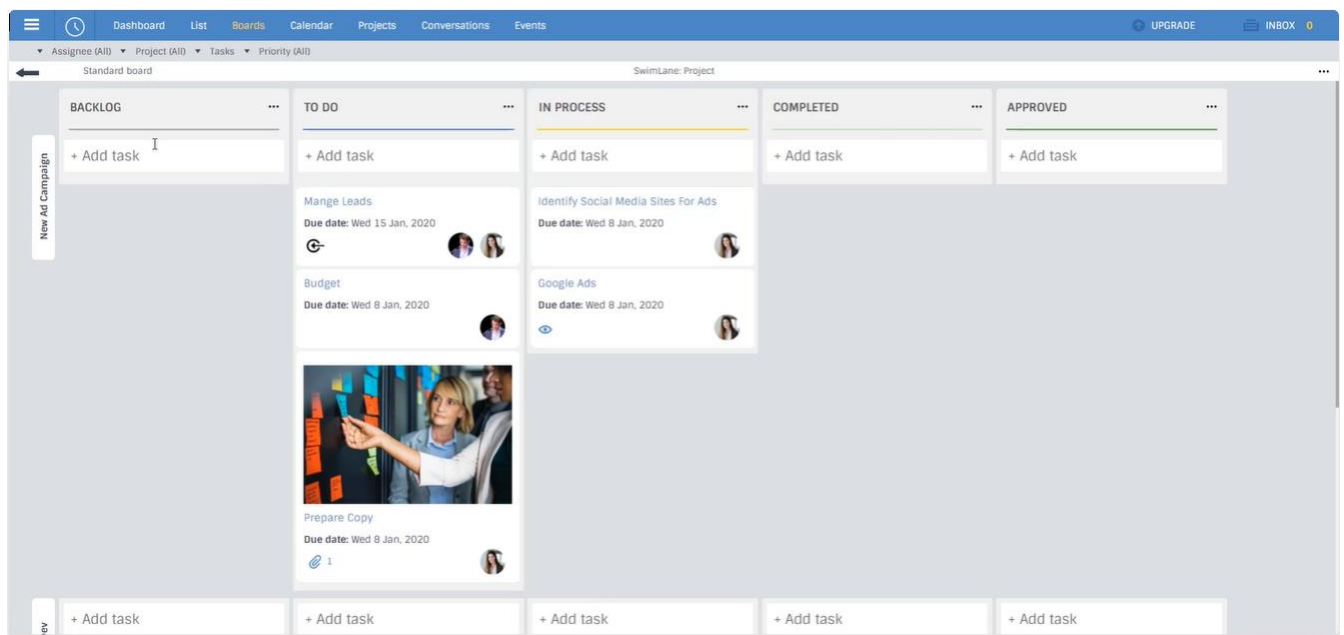 Dashboard List Boards Calendar Projects Conversations Events UPGRADE INBOX 0
Assignee (All) Project (All) Tasks Priority (All)
Standard board SwimLane: Project
BACKLOG TO DO IN PROCESS COMPLETED APPROVED
+ Add task + Add task + Add task + Add task + Add task
New Ad Campaign
Mange Leads
Due date: Wed 15 Jan, 2020
Budget
Due date: Wed 8 Jan, 2020
Prepare Copy
Due date: Wed 8 Jan, 2020
1
Identify Social Media Sites For Ads
Due date: Wed 8 Jan, 2020
Google Ads
Due date: Wed 8 Jan, 2020
+ Add task + Add task + Add task + Add task + Add task